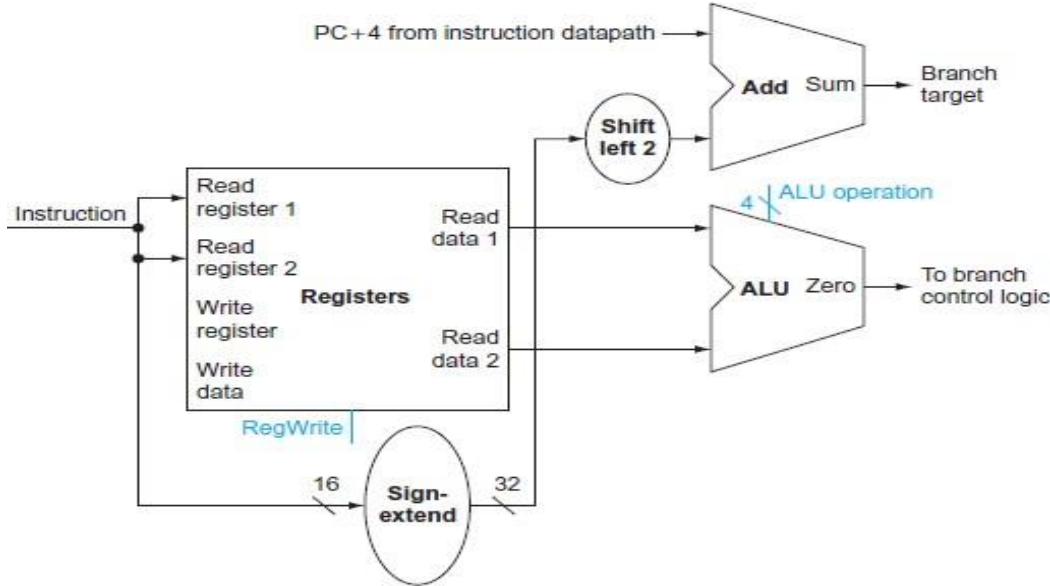 PC+4 from instruction datapath
Add Sum
Branch
target
Shift
left 2
Instruction
Read
register 1
Read
register 2
Write
register
Write
data
Registers
Read
data 1
Read
data 2
RegWrite
4
ALU operation
ALU Zero
To branch
control logic
16
Sign-
extend
32